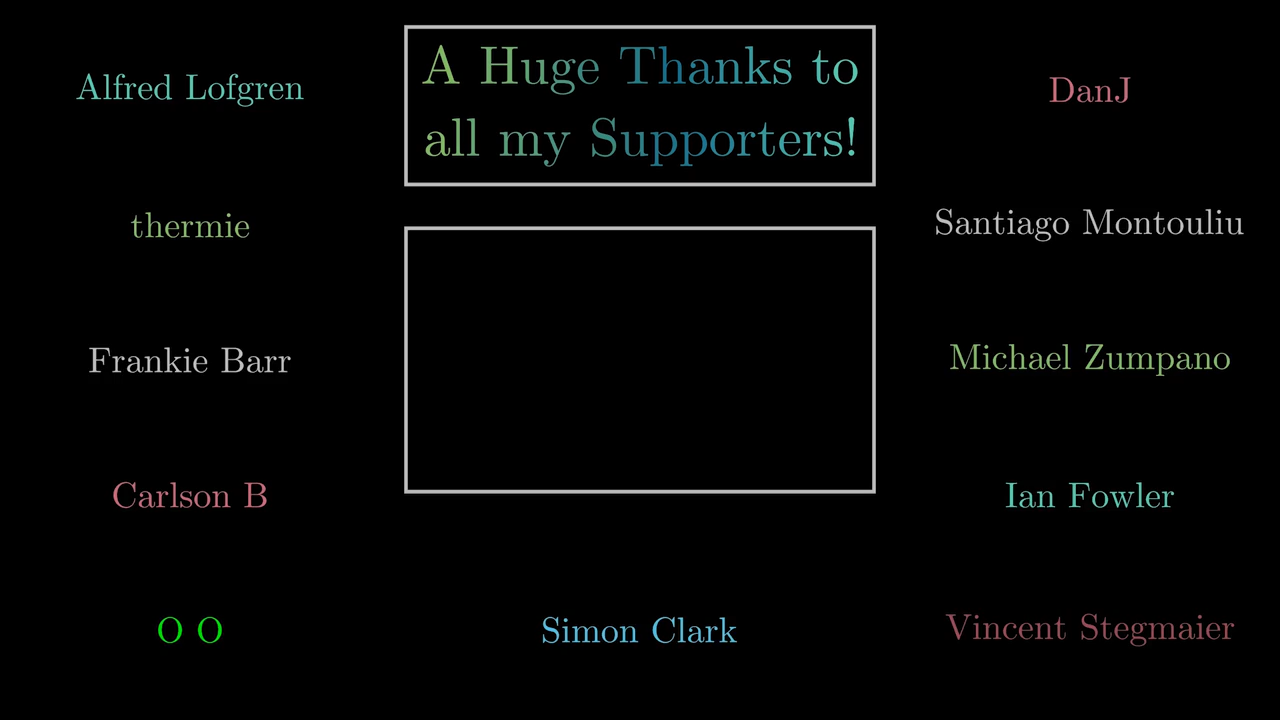 A Huge Thanks to
all my Supporters!
Alfred Lofgren
thermie
Frankie Barr
Carlson B
O O
Simon Clark
DanJ
Santiago Montouliu
Michael Zumpano
Ian Fowler
Vincent Stegmaier